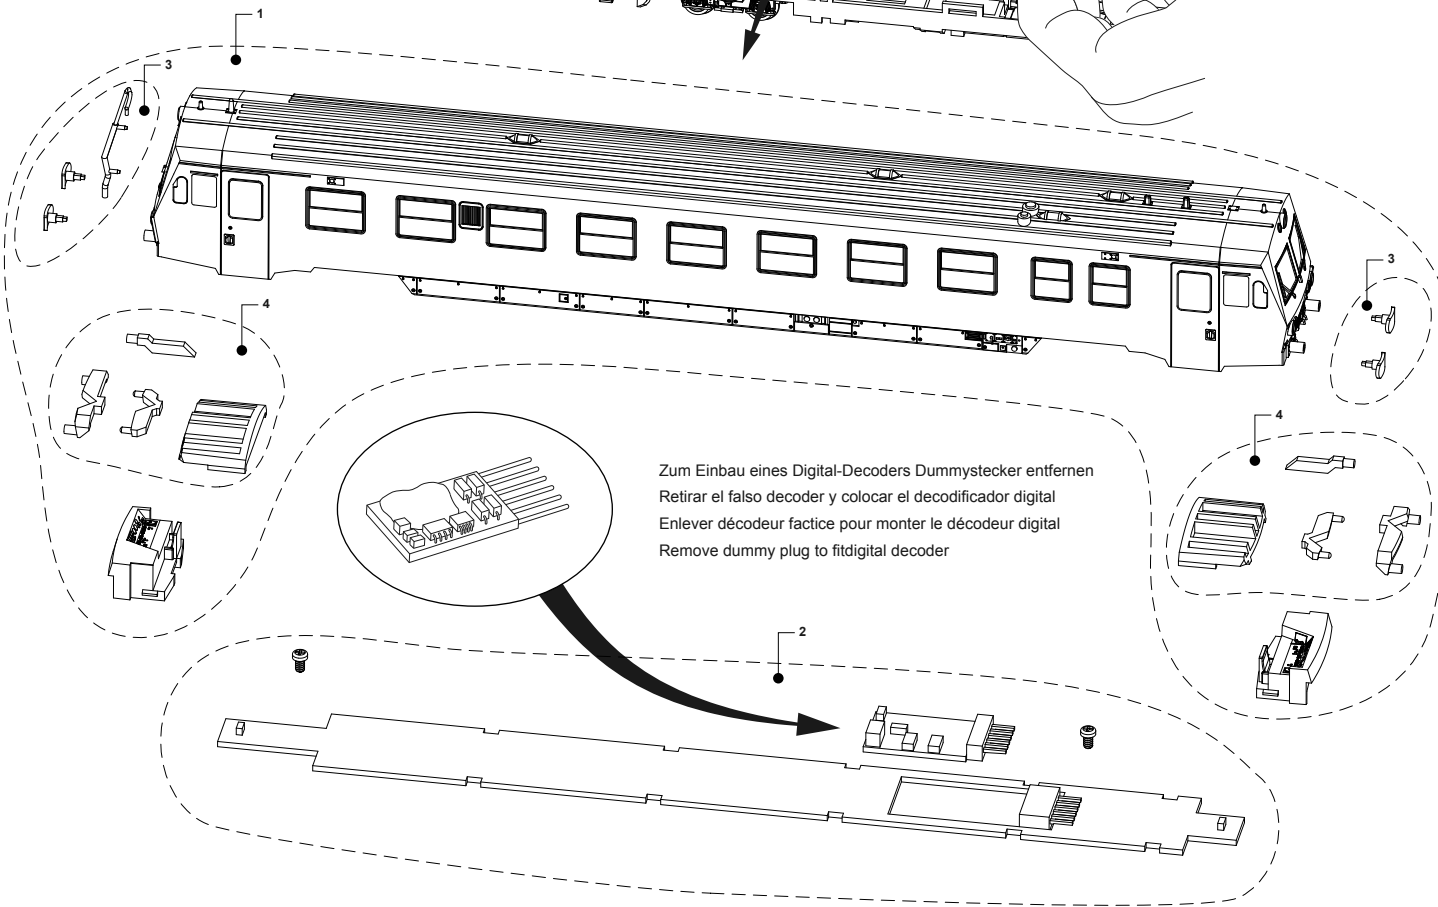 1
3
3
4
4
Zum Einbau eines Digital-Decoders Dummystecker entfernen
Retirar el falso decoder y colocar el decodificador digital
Enlever décodeur factice pour monter le décodeur digital
Remove dummy plug to fitdigital decoder
2